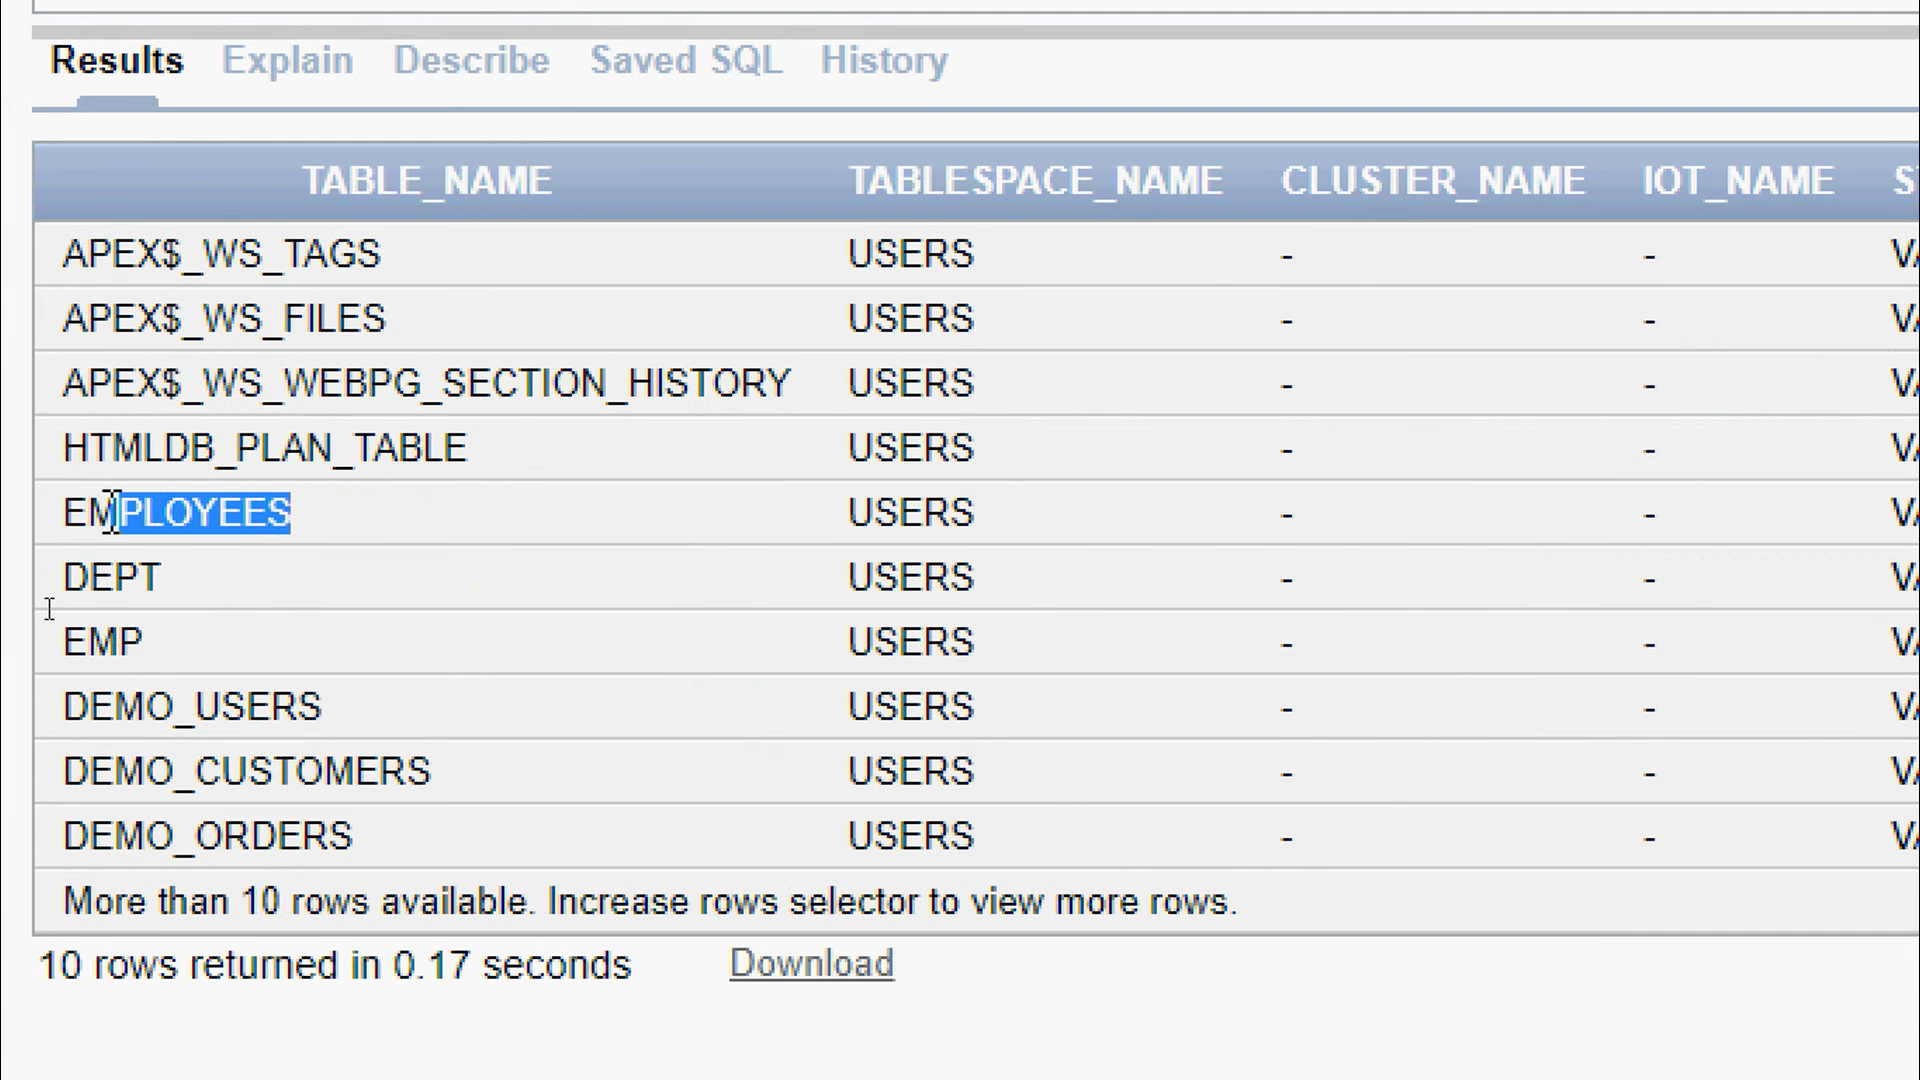 Results Explain Describe Saved SQL History
TABLE_NAME TABLESPACE_NAME CLUSTER_NAME IOT_NAME
APEX$_WS_TAGS USERS - -
APEX$_WS_FILES USERS - -
APEX$_WS_WEBPG_SECTION_HISTORY USERS - -
HTMLDB_PLAN_TABLE USERS - -
EMPLOYEES USERS - -
DEPT USERS - -
EMP USERS - -
DEMO_USERS USERS - -
DEMO_CUSTOMERS USERS - -
DEMO_ORDERS USERS - -
More than 10 rows available. Increase rows selector to view more rows.
10 rows returned in 0.17 seconds Download